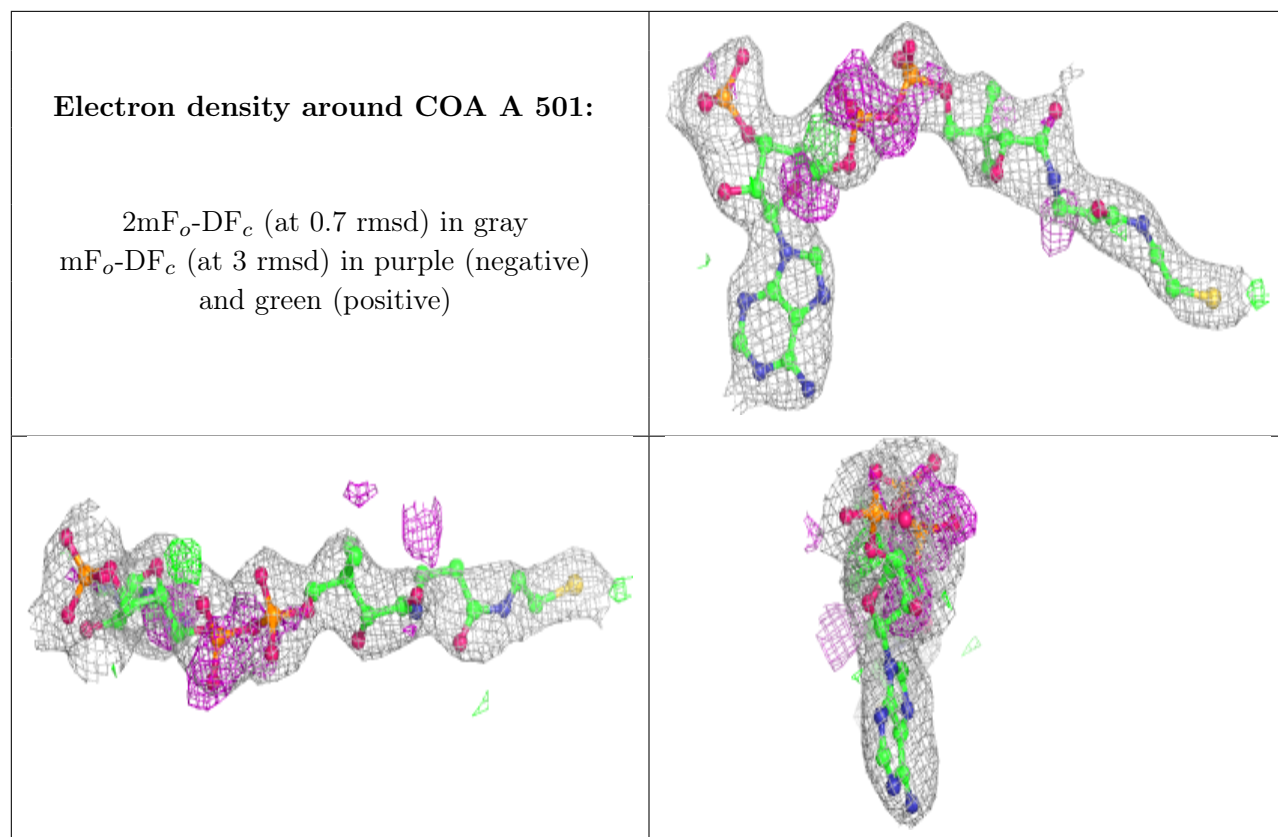 Electron density around COA A 501:
2mFo-DFc (at 0.7 rmsd) in gray
mFo-DFc (at 3 rmsd) in purple (negative)
and green (positive)